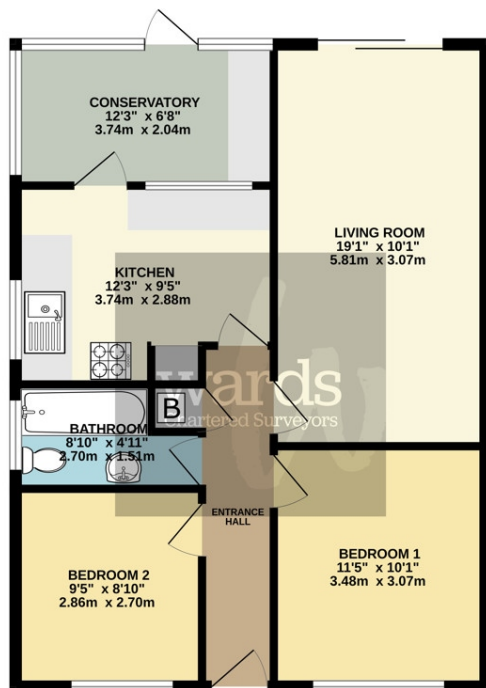 CONSERVATORY
12'3" x 6'8"
3.74m x 2.04m
LIVING ROOM
19'1" x 10'1"
5.81m x 3.07m
KITCHEN
12'3" x 9'5"
3.74m x 2.88m
wards
Chartered Surveyors
B
BATHROOM
8'10" x 4'11"
2.70m x 1.51m
ENTRANCE
HALL
BEDROOM 1
11'5" x 10'1"
3.48m x 3.07m
BEDROOM 2
9'5" x 8'10"
2.86m x 2.70m